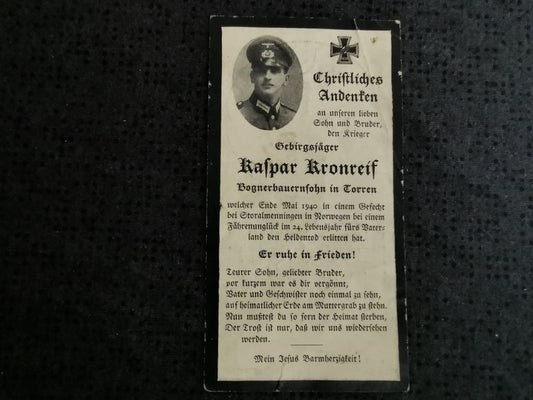 Christliches
Andenken
an unseren lieben
Sohn und Bruder,
den Krieger
Gebirgsjäger
Kaspar Kronreif
Bognerbauernsohn in Torren
welcher Ende Mai 1940 in einem Gefecht
bei Storalmenningen in Norwegen bei einem
Fährenunglück im 24. Lebensjahr fürs Vater-
land den Heldentod erlitten hat.
Er ruhe in Frieden!
Teurer Sohn, geliebter Bruder,
vor kurzem war es dir vergönnt,
Vater und Geschwister noch einmal zu sehn,
auf heimatlicher Erde am Muttergrab zu stehn.
Nun mußtest du so fern der Heimat sterben,
Der Trost ist nur, daß wir uns wiedersehen
werden.
Mein Jesus Barmherzigkeit!